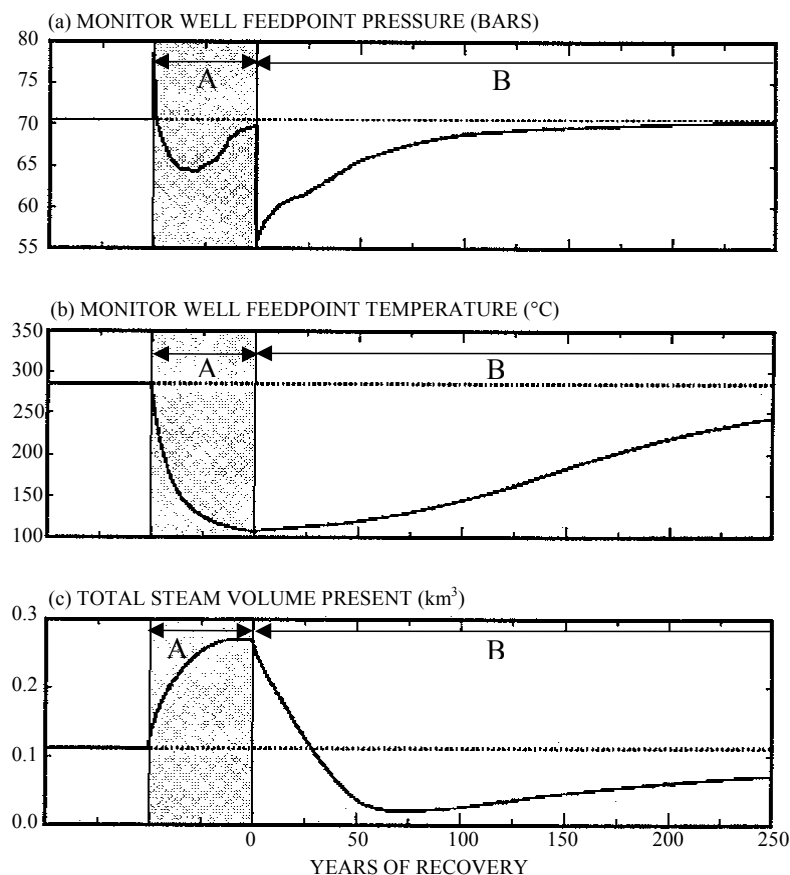 (a) MONITOR WELL FEEDPOINT PRESSURE (BARS)
80
75
70
65
60
55
A
B
(b) MONITOR WELL FEEDPOINT TEMPERATURE (°C)
350
300
250
200
150
100
A
B
(c) TOTAL STEAM VOLUME PRESENT (km³)
0.3
0.2
0.1
0.0
A
B
0 50 100 150 200 250
YEARS OF RECOVERY